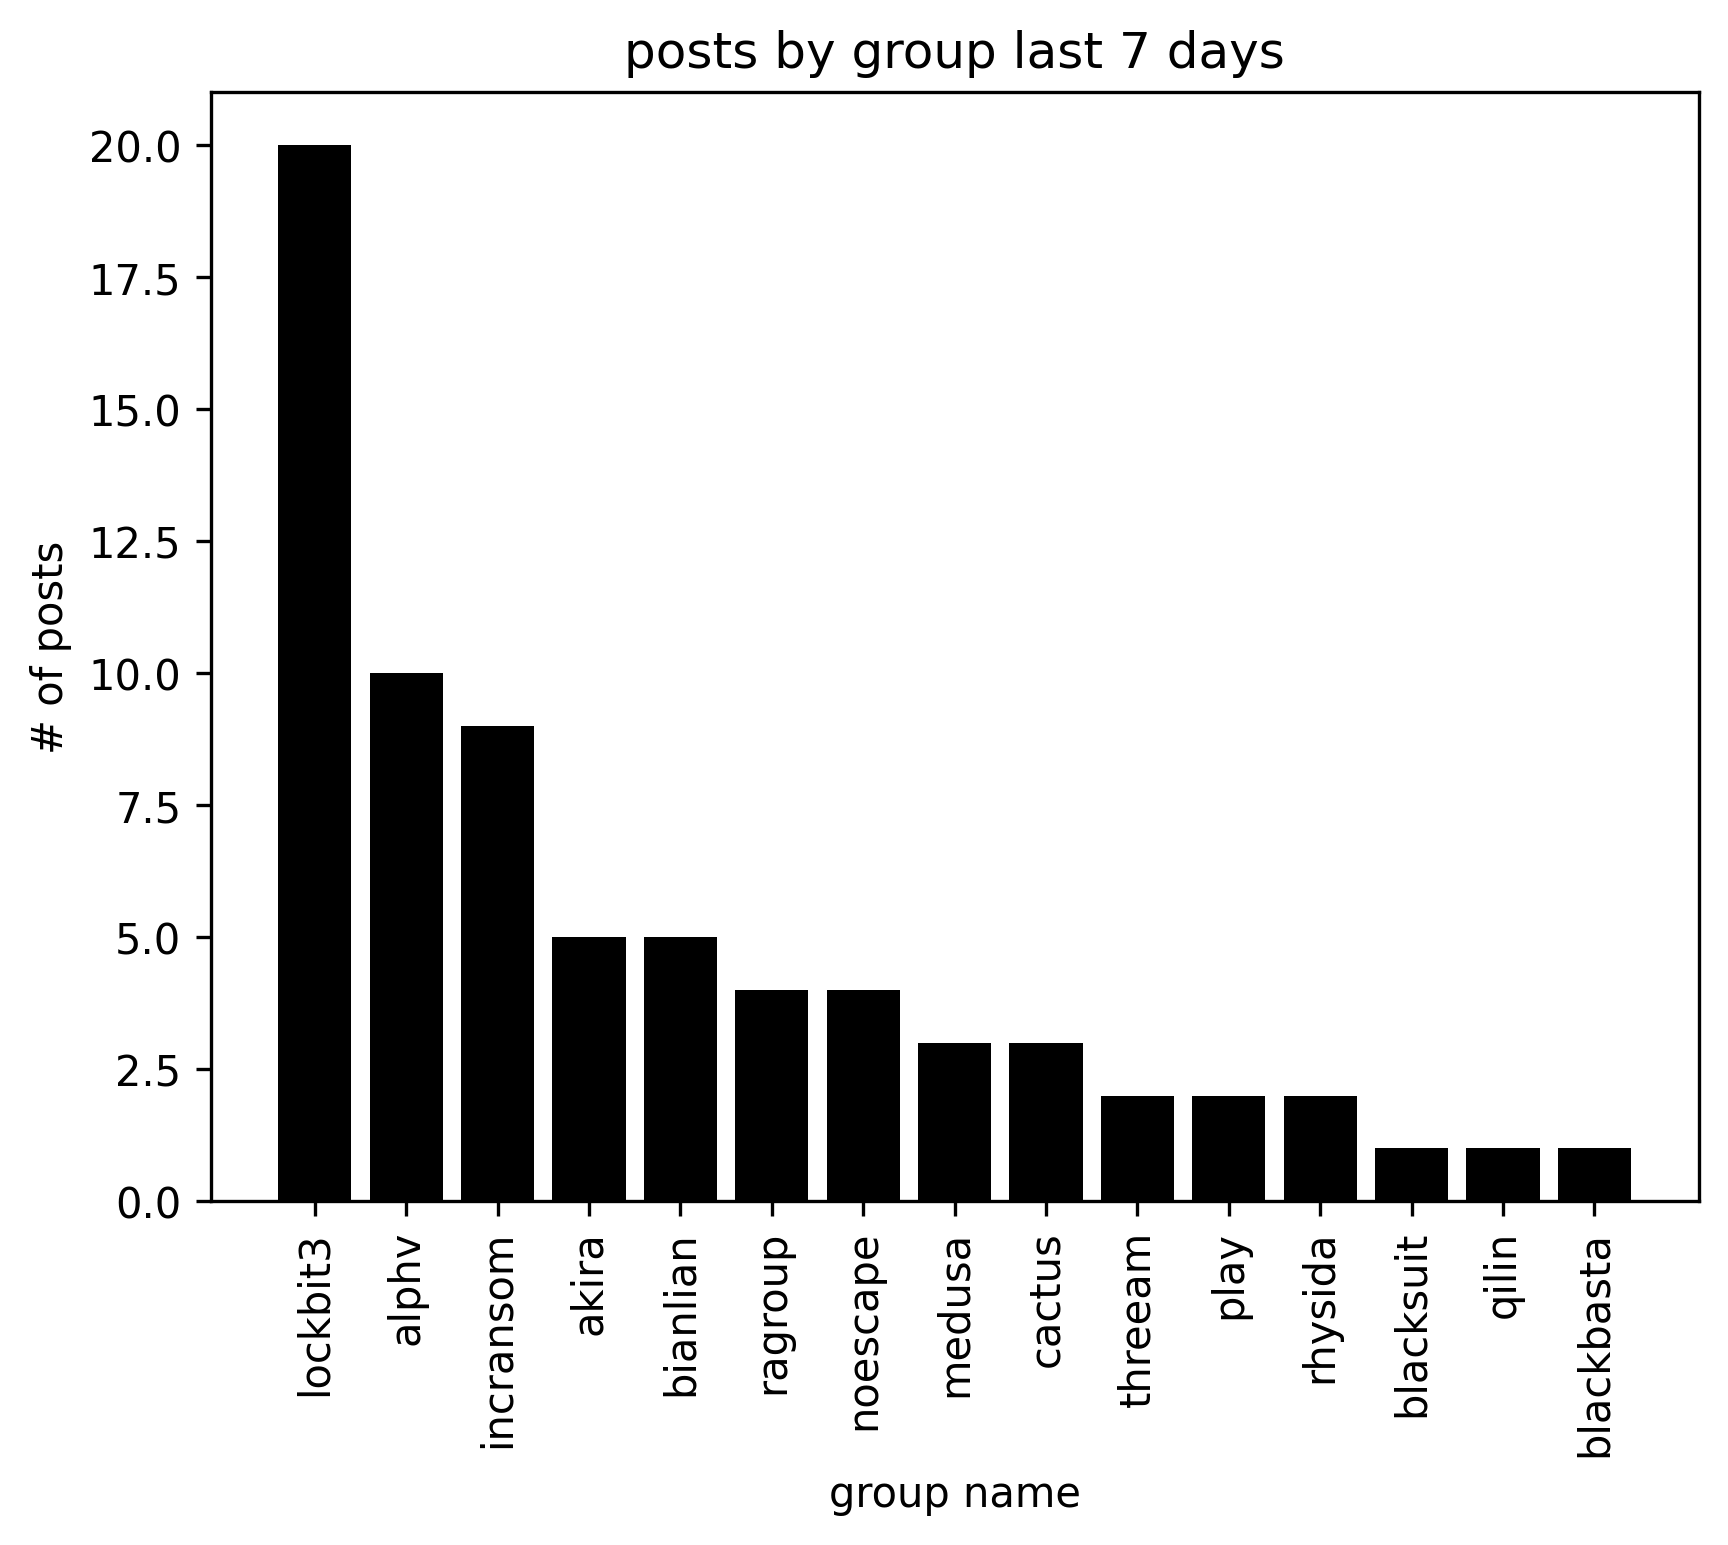 posts by group last 7 days
20.0
17.5
15.0
12.5
10.0
7.5
5.0
2.5
0.0
# of posts
lockbit3
alphv
incransom
akira
bianlian
ragroup
noescape
medusa
cactus
threeam
play
rhysida
blacksuit
qilin
blackbasta
group name